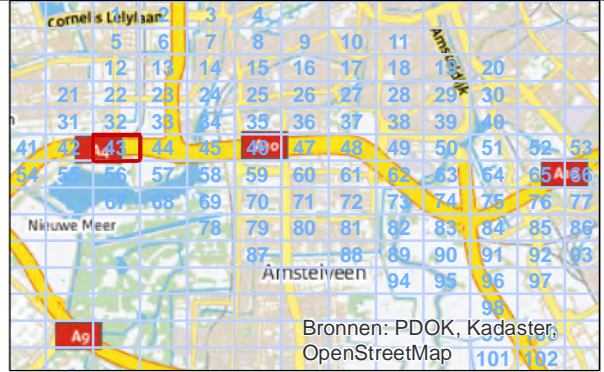 Cornelis Lelylaan 1 2 3 4
5 6 7 8 9 10 11
Amsteldijk
12 13 14 15 16 17 18 19 20
21 22 23 24 25 26 27 28 29 30
31 32 33 34 35 36 37 38 39 40
41 42 43 44 45 46 47 48 49 50 51 52 53
54 55 56 57 58 59 60 61 62 63 64 65 66
67 68 69 70 71 72 73 74 75 76 77
Nieuwe Meer 78 79 80 81 82 83 84 85 86
87 88 89 90 91 92 93
Amstelveen 94 95 96 97
98
A9 Bronnen: PDOK, Kadaster,
OpenStreetMap
101 102